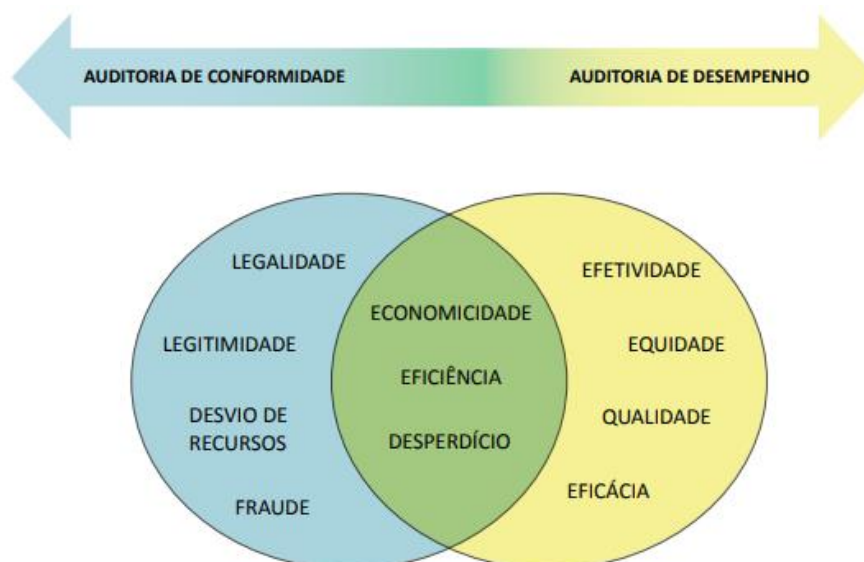 AUDITORIA DE CONFORMIDADE
AUDITORIA DE DESEMPENHO
LEGALIDADE
LEGITIMIDADE
DESVIO DE
RECURSOS
FRAUDE
ECONOMICIDADE
EFICIÊNCIA
DESPERDÍCIO
EFETIVIDADE
EQUIDADE
QUALIDADE
EFICÁCIA